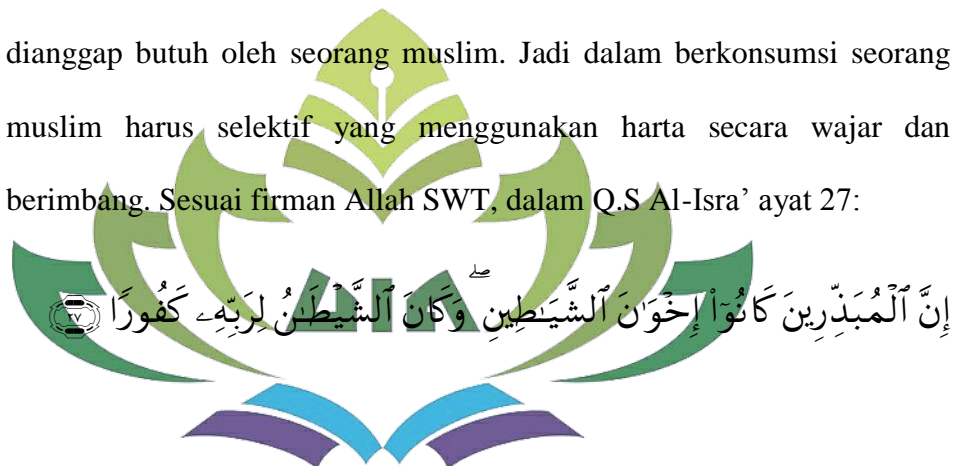 dianggap butuh oleh seorang muslim. Jadi dalam berkonsumsi seorang
muslim harus selektif yang menggunakan harta secara wajar dan
berimbang. Sesuai firman Allah SWT, dalam Q.S Al-Isra’ ayat 27:
إِنَّ ٱلْمُبَذِّرِينَ كَانُوٓا۟ إِخْوَٰنَ ٱلشَّيَـٰطِينِ ۖ وَكَانَ ٱلشَّيْطَـٰنُ لِرَبِّهِۦ كَفُورًا ٢٧